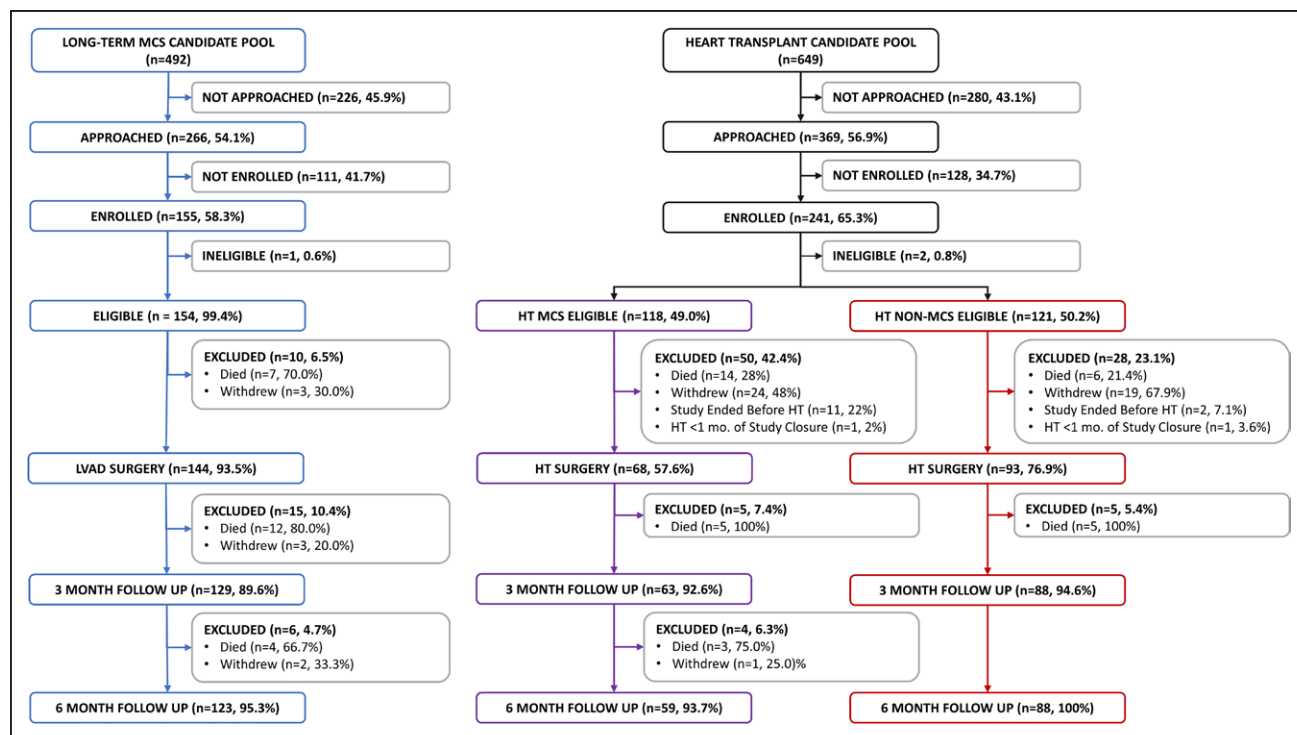 LONG-TERM MCS CANDIDATE POOL
(n=492)
NOT APPROACHED (n=226, 45.9%)
APPROACHED (n=266, 54.1%)
NOT ENROLLED (n=111, 41.7%)
ENROLLED (n=155, 58.3%)
INELIGIBLE (n=1, 0.6%)
ELIGIBLE (n = 154, 99.4%)
EXCLUDED (n=10, 6.5%)
• Died (n=7, 70.0%)
• Withdrew (n=3, 30.0%)
LVAD SURGERY (n=144, 93.5%)
EXCLUDED (n=15, 10.4%)
• Died (n=12, 80.0%)
• Withdrew (n=3, 20.0%)
3 MONTH FOLLOW UP (n=129, 89.6%)
EXCLUDED (n=6, 4.7%)
• Died (n=4, 66.7%)
• Withdrew (n=2, 33.3%)
6 MONTH FOLLOW UP (n=123, 95.3%)
HEART TRANSPLANT CANDIDATE POOL
(n=649)
NOT APPROACHED (n=280, 43.1%)
APPROACHED (n=369, 56.9%)
NOT ENROLLED (n=128, 34.7%)
ENROLLED (n=241, 65.3%)
INELIGIBLE (n=2, 0.8%)
HT MCS ELIGIBLE (n=118, 49.0%)
EXCLUDED (n=50, 42.4%)
• Died (n=14, 28%)
• Withdrew (n=24, 48%)
• Study Ended Before HT (n=11, 22%)
• HT <1 mo. of Study Closure (n=1, 2%)
HT SURGERY (n=68, 57.6%)
EXCLUDED (n=5, 7.4%)
• Died (n=5, 100%)
3 MONTH FOLLOW UP (n=63, 92.6%)
EXCLUDED (n=4, 6.3%)
• Died (n=3, 75.0%)
• Withdrew (n=1, 25.0)%
6 MONTH FOLLOW UP (n=59, 93.7%)
HT NON-MCS ELIGIBLE (n=121, 50.2%)
EXCLUDED (n=28, 23.1%)
• Died (n=6, 21.4%)
• Withdrew (n=19, 67.9%)
• Study Ended Before HT (n=2, 7.1%)
• HT <1 mo. of Study Closure (n=1, 3.6%)
HT SURGERY (n=93, 76.9%)
EXCLUDED (n=5, 5.4%)
• Died (n=5, 100%)
3 MONTH FOLLOW UP (n=88, 94.6%)
6 MONTH FOLLOW UP (n=88, 100%)